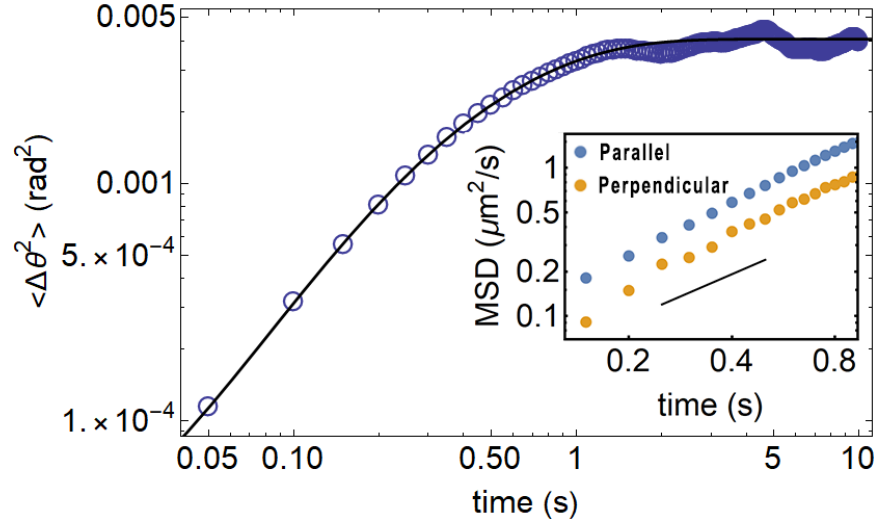 0.005
0.001
5.×10⁻⁴
1.×10⁻⁴
<Δθ²> (rad²)
0.05 0.10 0.50 1 5 10
time (s)
Parallel
Perpendicular
MSD (μm²/s)
1
0.5
0.2
0.1
0.2 0.4 0.8
time (s)